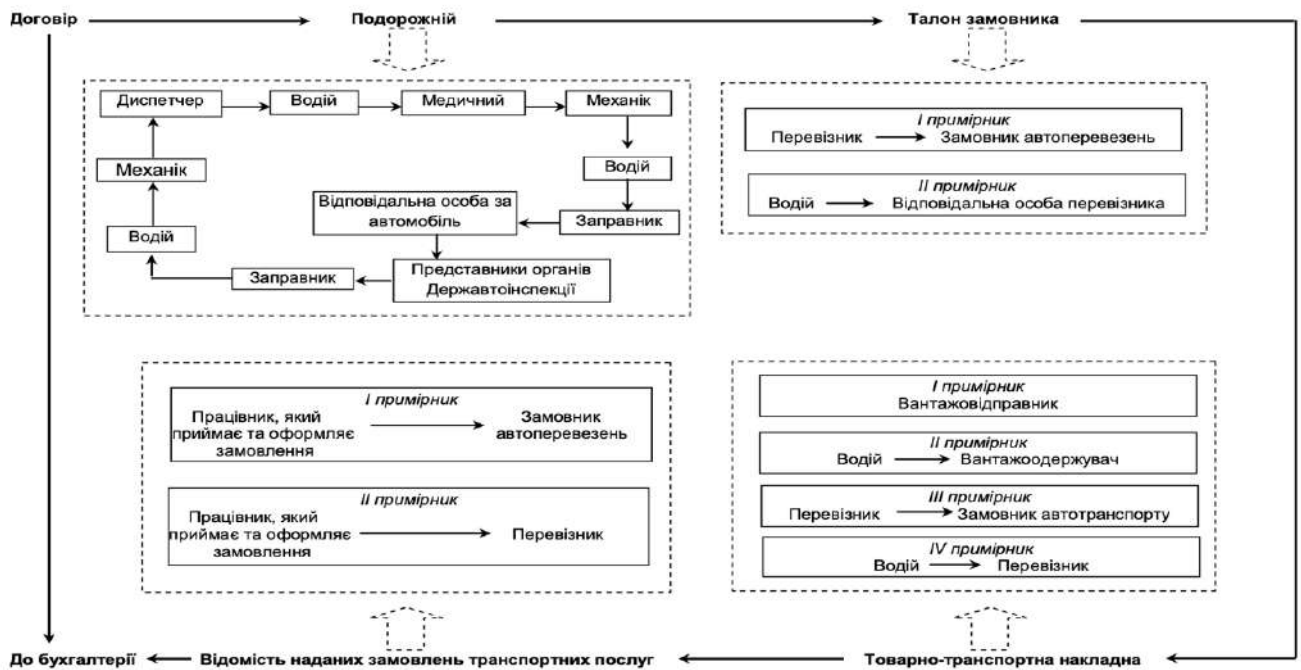 Договір
Подорожній
Талон замовника
Диспетчер
Водій
Медичний
Механік
Водій
Заправник
Відповідальна особа за
автомобіль
Представники органів
Державтоінспекції
Заправник
Водій
Механік
I примірник
Перевізник
Замовник автоперевезень
II примірник
Водій
Відповідальна особа перевізника
I примірник
Працівник, який
приймає та оформляє
замовлення
Замовник
автоперевезень
II примірник
Працівник, який
приймає та оформляє
замовлення
Перевізник
I примірник
Вантажовідправник
II примірник
Водій
Вантажоодержувач
III примірник
Перевізник
Замовник автотранспорту
IV примірник
Водій
Перевізник
До бухгалтерії
Відомість наданих замовлень транспортних послуг
Товарно-транспортна накладна